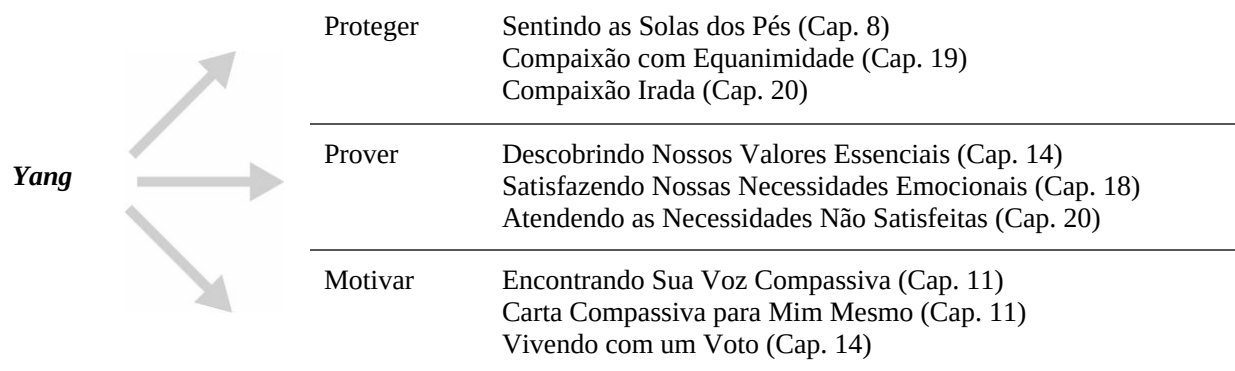 Proteger Sentindo as Solas dos Pés (Cap. 8)
Compaixão com Equanimidade (Cap. 19)
Compaixão Irada (Cap. 20)
Yang
Prover Descobrindo Nossos Valores Essenciais (Cap. 14)
Satisfazendo Nossas Necessidades Emocionais (Cap. 18)
Atendendo as Necessidades Não Satisfeitas (Cap. 20)
Motivar Encontrando Sua Voz Compassiva (Cap. 11)
Carta Compassiva para Mim Mesmo (Cap. 11)
Vivendo com um Voto (Cap. 14)